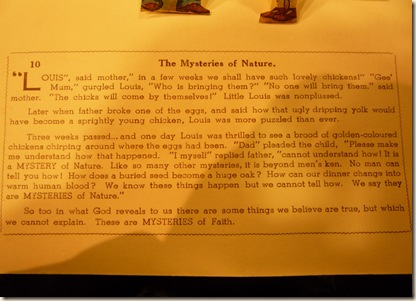 10 The Mysteries of Nature.
"LOUIS", said mother," in a few weeks we shall have such lovely chickens!" "Gee'
Mum," gurgled Louis, "Who is bringing them?" "No one will bring them." said
mother. "The chicks will come by themselves!" Little Louis was nonplussed.
Later when father broke one of the eggs, and said how that ugly dripping yolk would
have become a sprightly young chicken, Louis was more puzzled than ever.
Three weeks passed... and one day Louis was thrilled to see a brood of golden-coloured
chickens chirping around where the eggs had been. "Dad" pleaded the child, "Please make
me understand how that happened. "I myself" replied father, "cannot understand how! It is
a MYSTERY of Nature. Like so many other mysteries, it is beyond men's ken. No man can
tell you how! How does a buried seed become a huge oak? How can our dinner change into
warm human blood? We know these things happen but we cannot tell how. We say they
are MYSTERIES of Nature."
So too in what God reveals to us there are some things we believe are true, but which
we cannot explain. These are MYSTERIES of Faith.